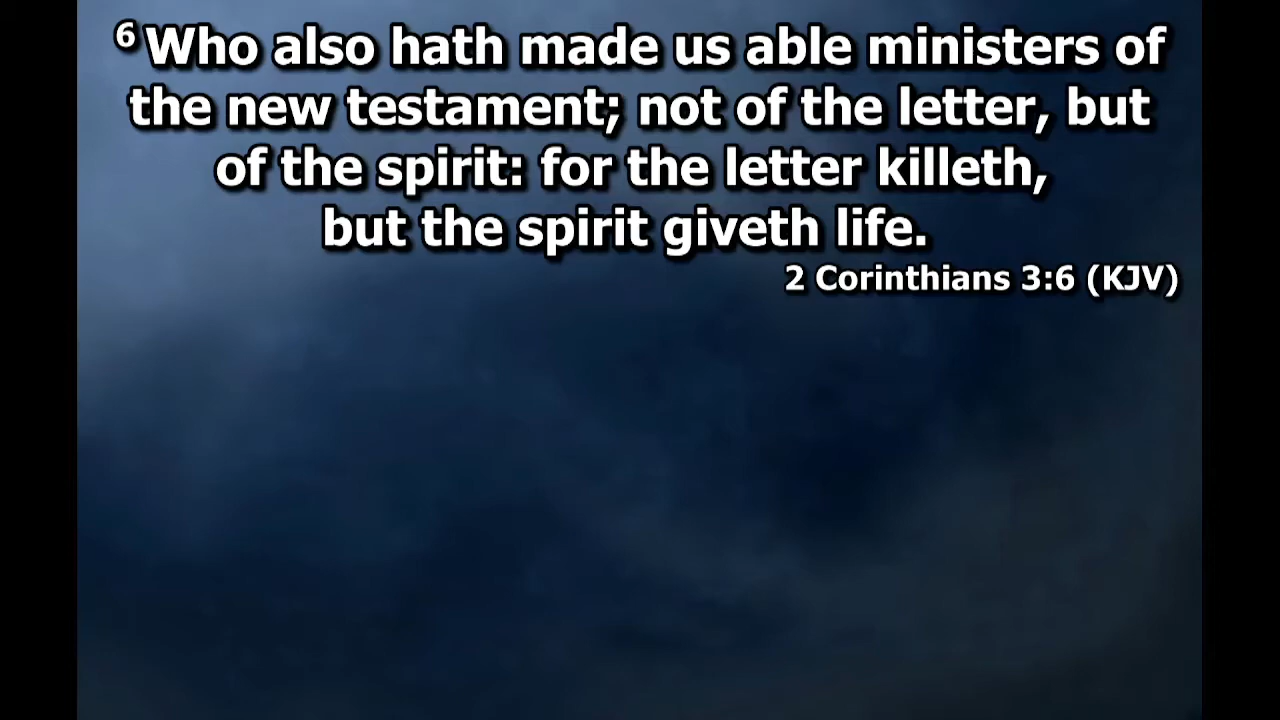 6 Who also hath made us able ministers of
the new testament; not of the letter, but
of the spirit: for the letter killeth,
but the spirit giveth life.
2 Corinthians 3:6 (KJV)